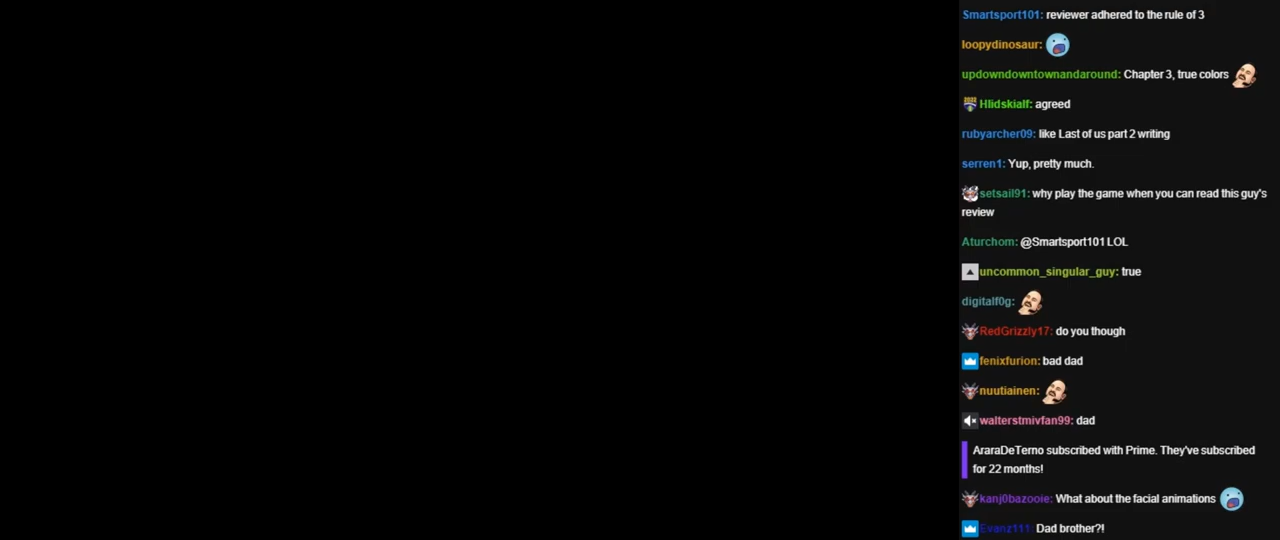 Smartsport101: reviewer adhered to the rule of 3
loopydinosaur:
updowndowntownandaround: Chapter 3, true colors
Hlidskialf: agreed
rubyarcher09: like Last of us part 2 writing
serren1: Yup, pretty much.
setsail91: why play the game when you can read this guy's
review
Aturchom: @Smartsport101 LOL
uncommon_singular_guy: true
digitalf0g:
RedGrizzly17: do you though
fenixfurion: bad dad
nuutiainen:
walterstmivfan99: dad
AraraDeTerno subscribed with Prime. They've subscribed
for 22 months!
kanj0bazooie: What about the facial animations
Evanz111: Dad brother?!